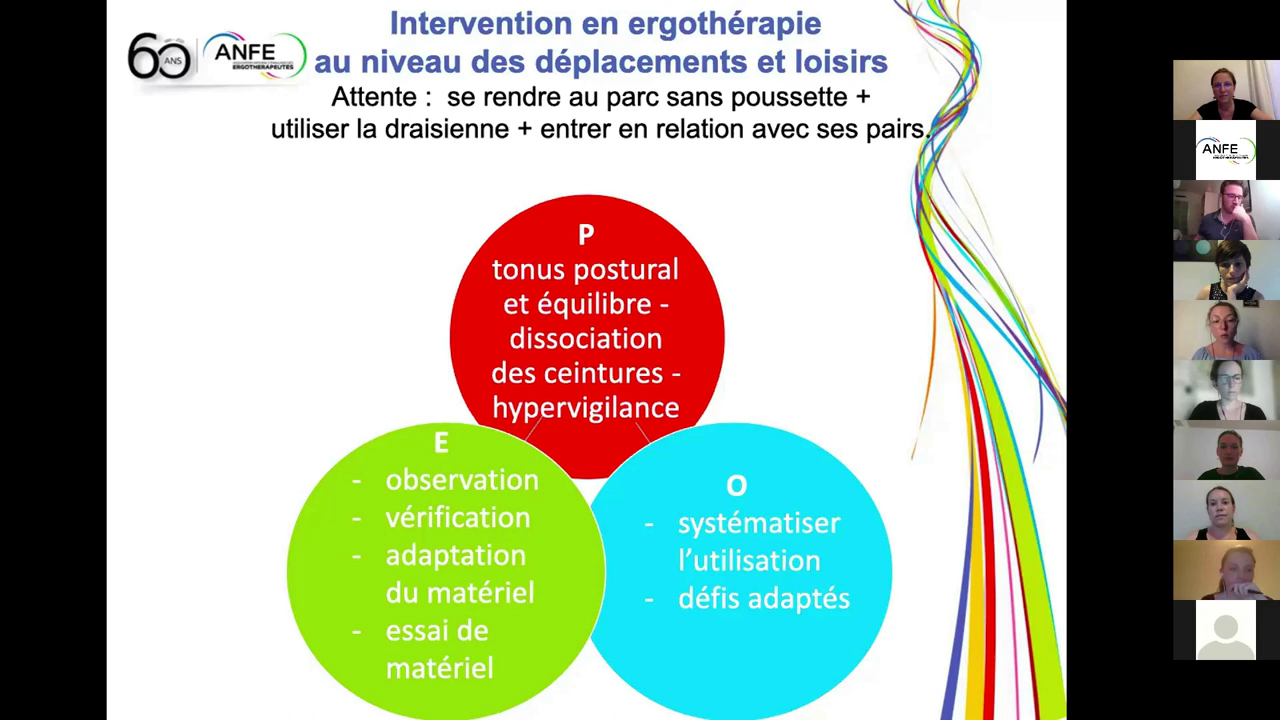 Intervention en ergothérapie
au niveau des déplacements et loisirs
Attente : se rendre au parc sans poussette +
utiliser la draisienne + entrer en relation avec ses pairs.
60
ANS
ANFE
ERGOTHERAPEUTES
P
tonus postural
et équilibre -
dissociation
des ceintures -
hypervigilance
E
- observation
- vérification
- adaptation
du matériel
- essai de
matériel
O
- systématiser
l’utilisation
- défis adaptés
ANFE
ERGOTHERAPEUTES